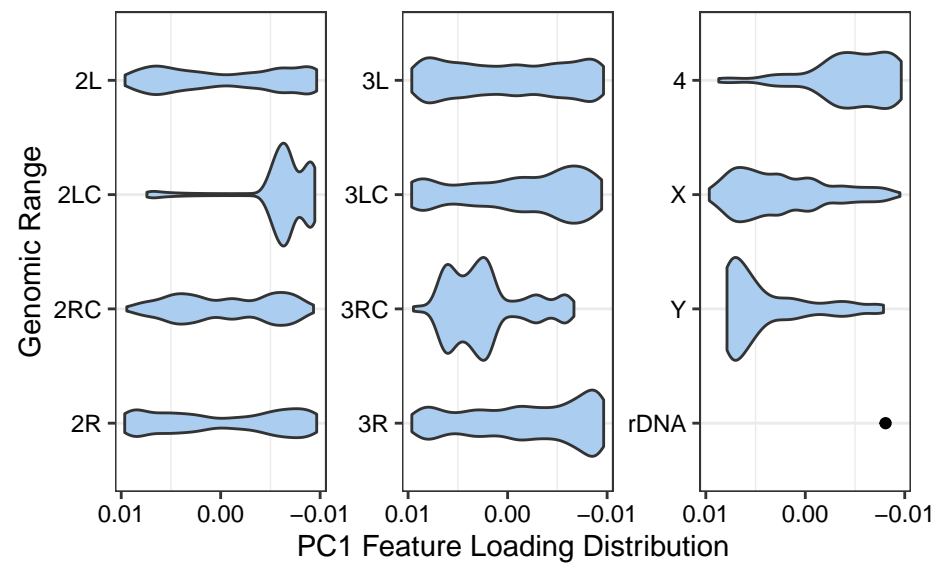 Genomic Range
2L
2LC
2RC
2R
3L
3LC
3RC
3R
4
X
Y
rDNA
0.01 0.00 −0.01
0.01 0.00 −0.01
0.01 0.00 −0.01
PC1 Feature Loading Distribution